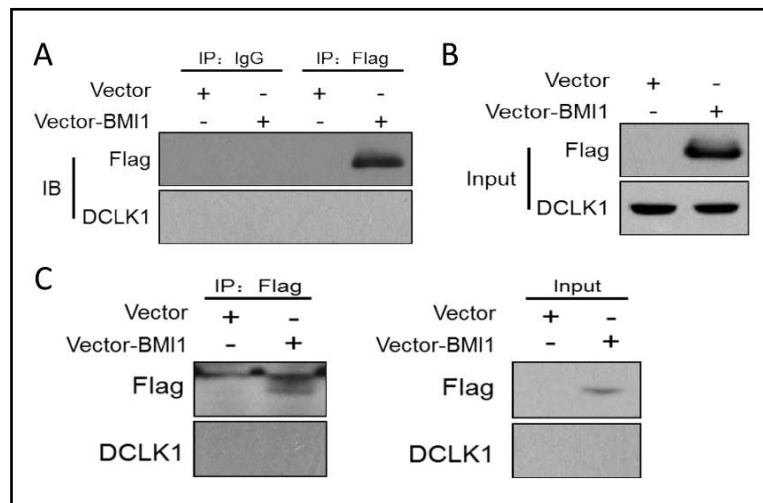 A
IP: IgG IP: Flag
Vector + - + -
Vector-BMI1 - + - +
IB
Flag
DCLK1
B
Vector + -
Vector-BMI1 - +
Input
Flag
DCLK1
C
IP: Flag
Vector + -
Vector-BMI1 - +
Flag
DCLK1
Input
Vector + -
Vector-BMI1 - +
Flag
DCLK1